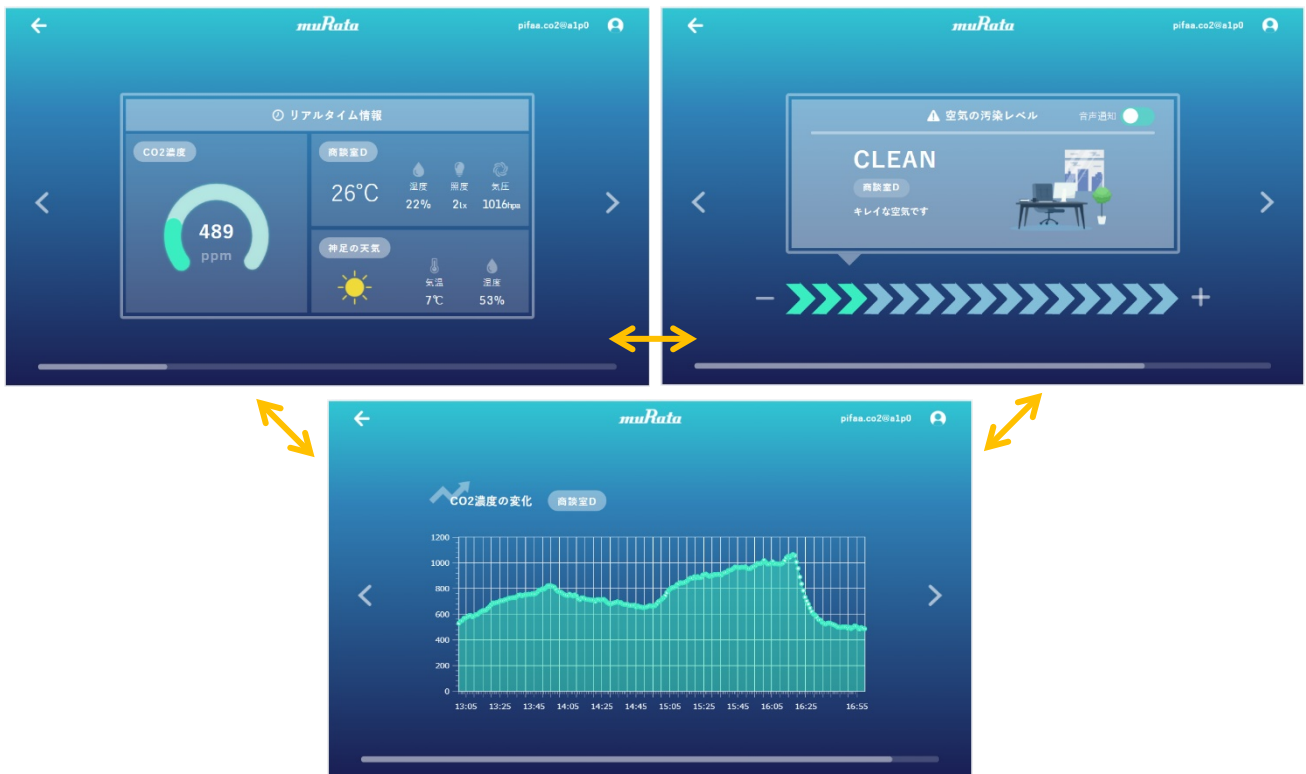 muRata
pifaa.co2@a1p0
リアルタイム情報
CO2濃度
489
ppm
商談室D
26°C
湿度
22%
照度
2lx
気圧
1016hpa
神足の天気
気温
7℃
湿度
53%
muRata
pifaa.co2@a1p0
空気の汚染レベル
音声通知
CLEAN
商談室D
キレイな空気です
muRata
pifaa.co2@a1p0
CO2濃度の変化
商談室D
1200
1000
800
600
400
200
0
13:05 13:25 13:45 14:05 14:25 14:45 15:05 15:25 15:45 16:05 16:25 16:55